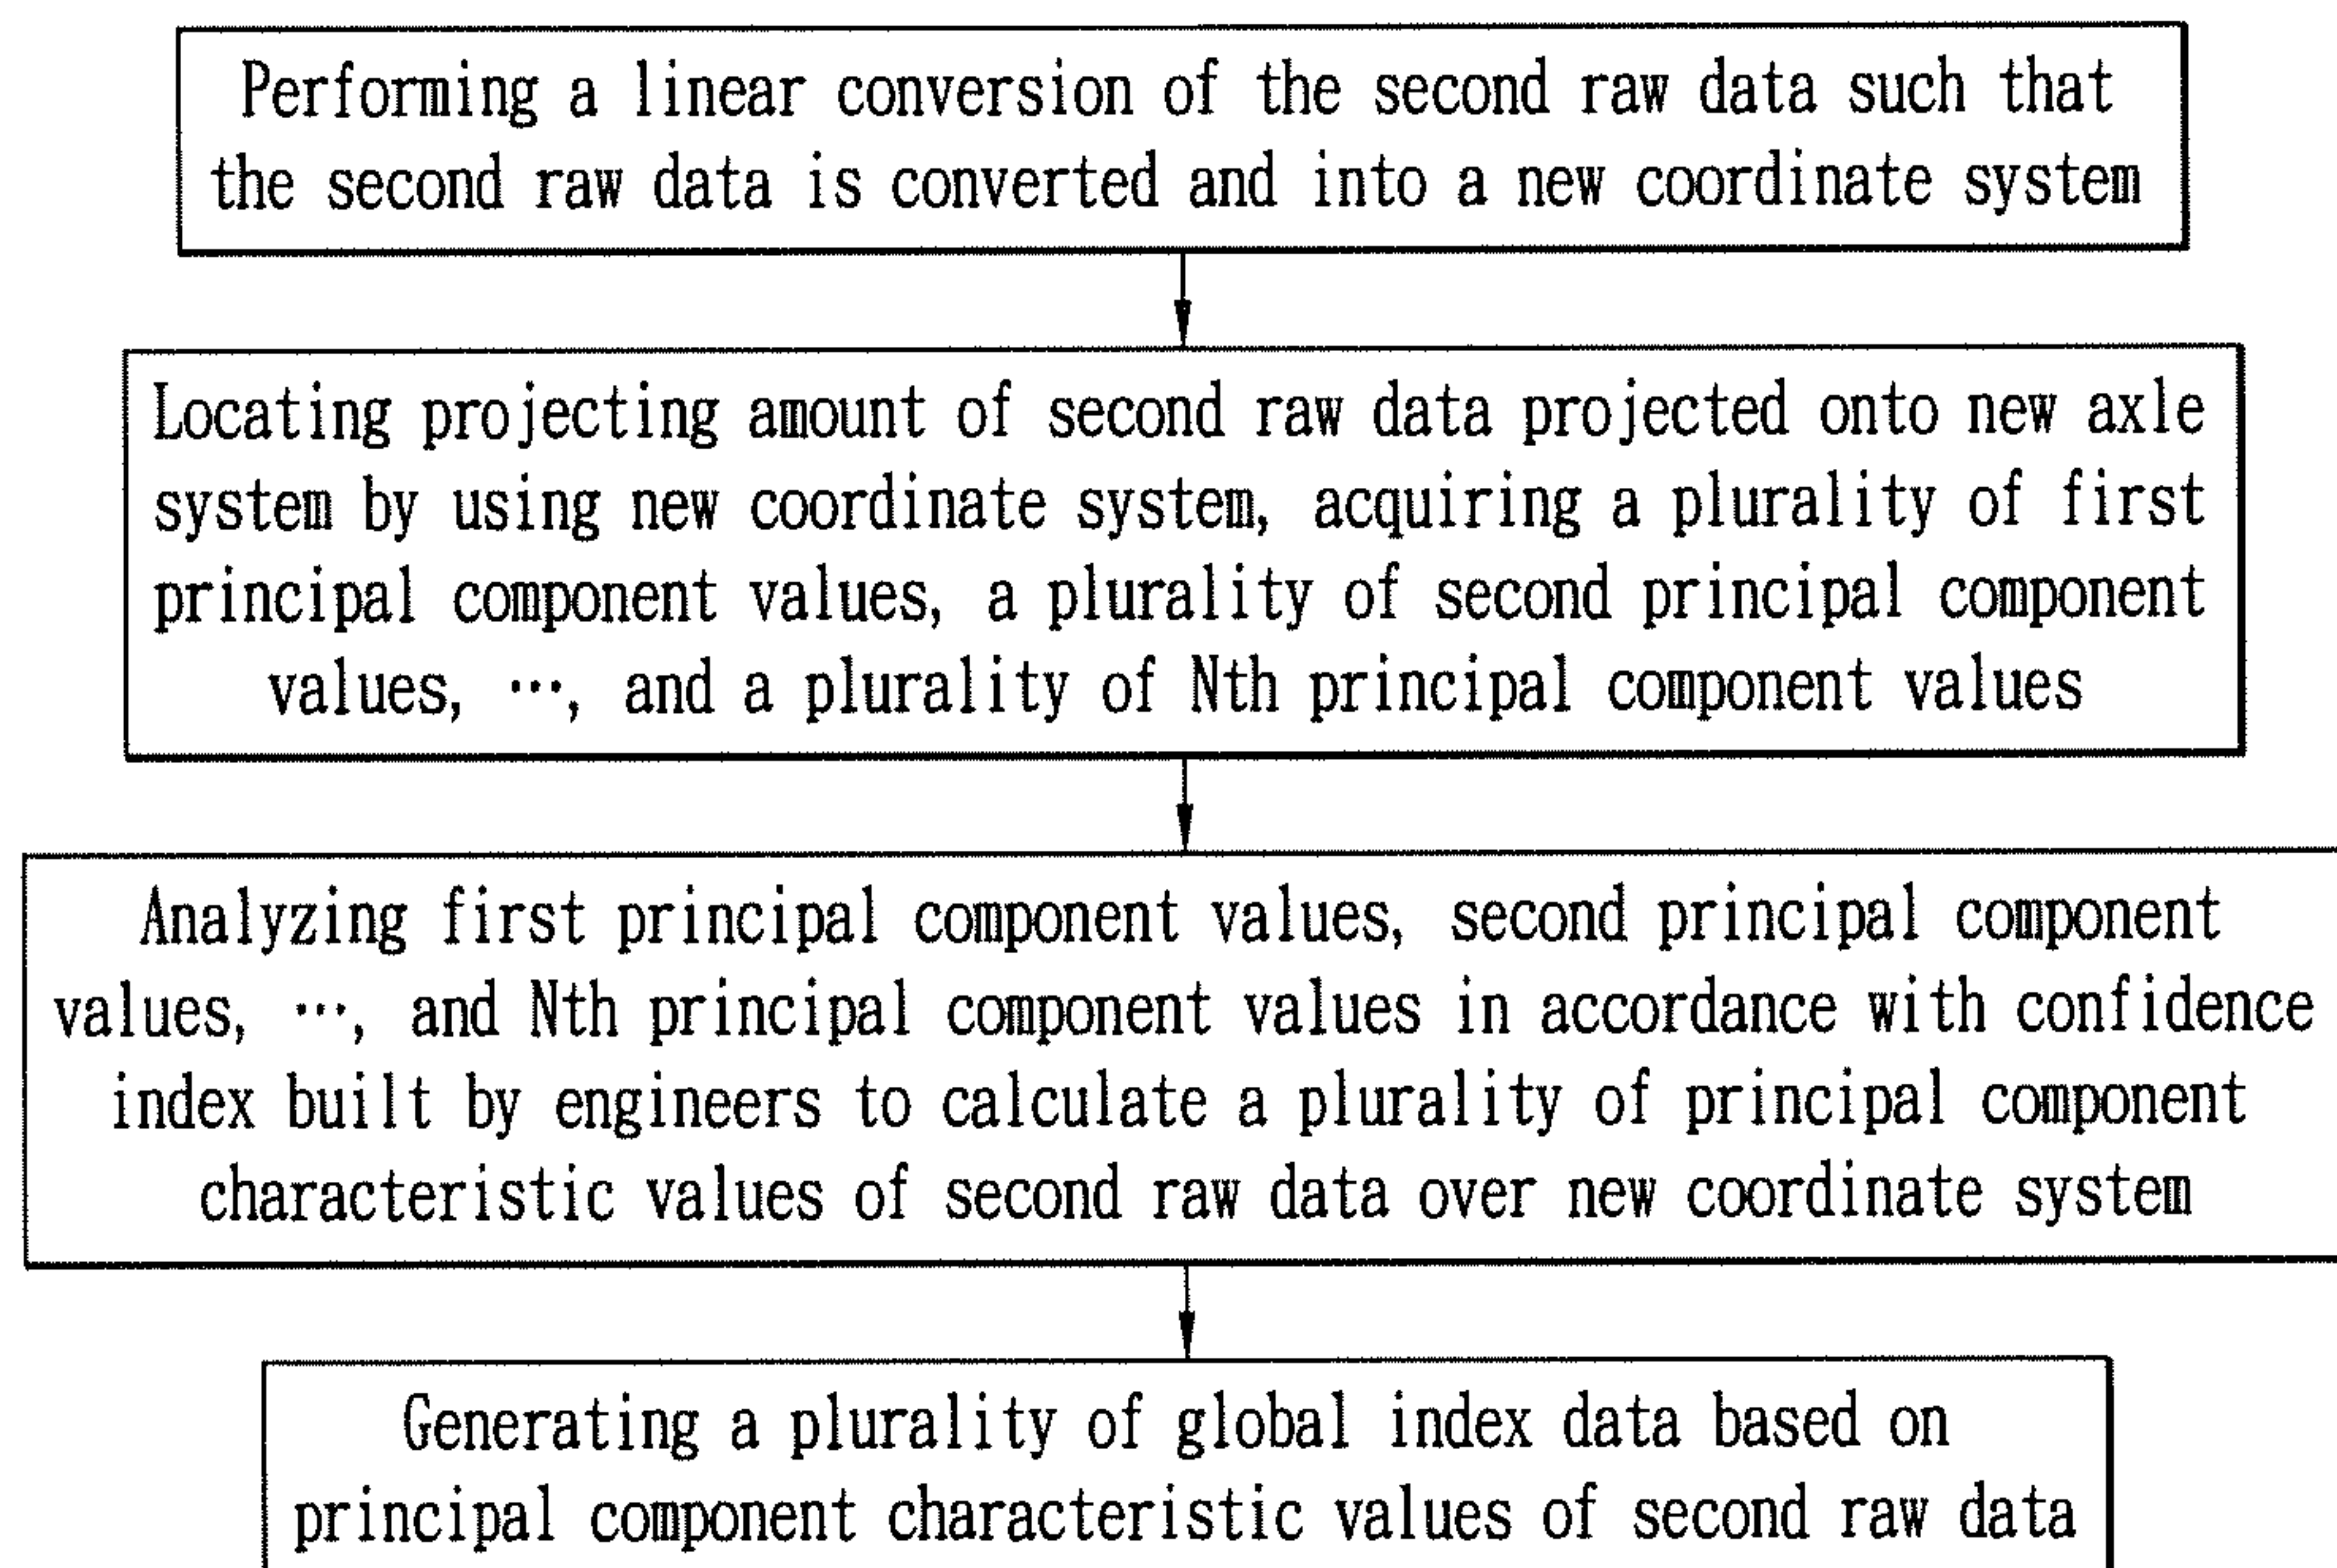 Performing a linear conversion of the second raw data such that
the second raw data is converted and into a new coordinate system
Locating projecting amount of second raw data projected onto new axle
system by using new coordinate system, acquiring a plurality of first
principal component values, a plurality of second principal component
values, ···, and a plurality of Nth principal component values
Analyzing first principal component values, second principal component
values, ···, and Nth principal component values in accordance with confidence
index built by engineers to calculate a plurality of principal component
characteristic values of second raw data over new coordinate system
Generating a plurality of global index data based on
principal component characteristic values of second raw data